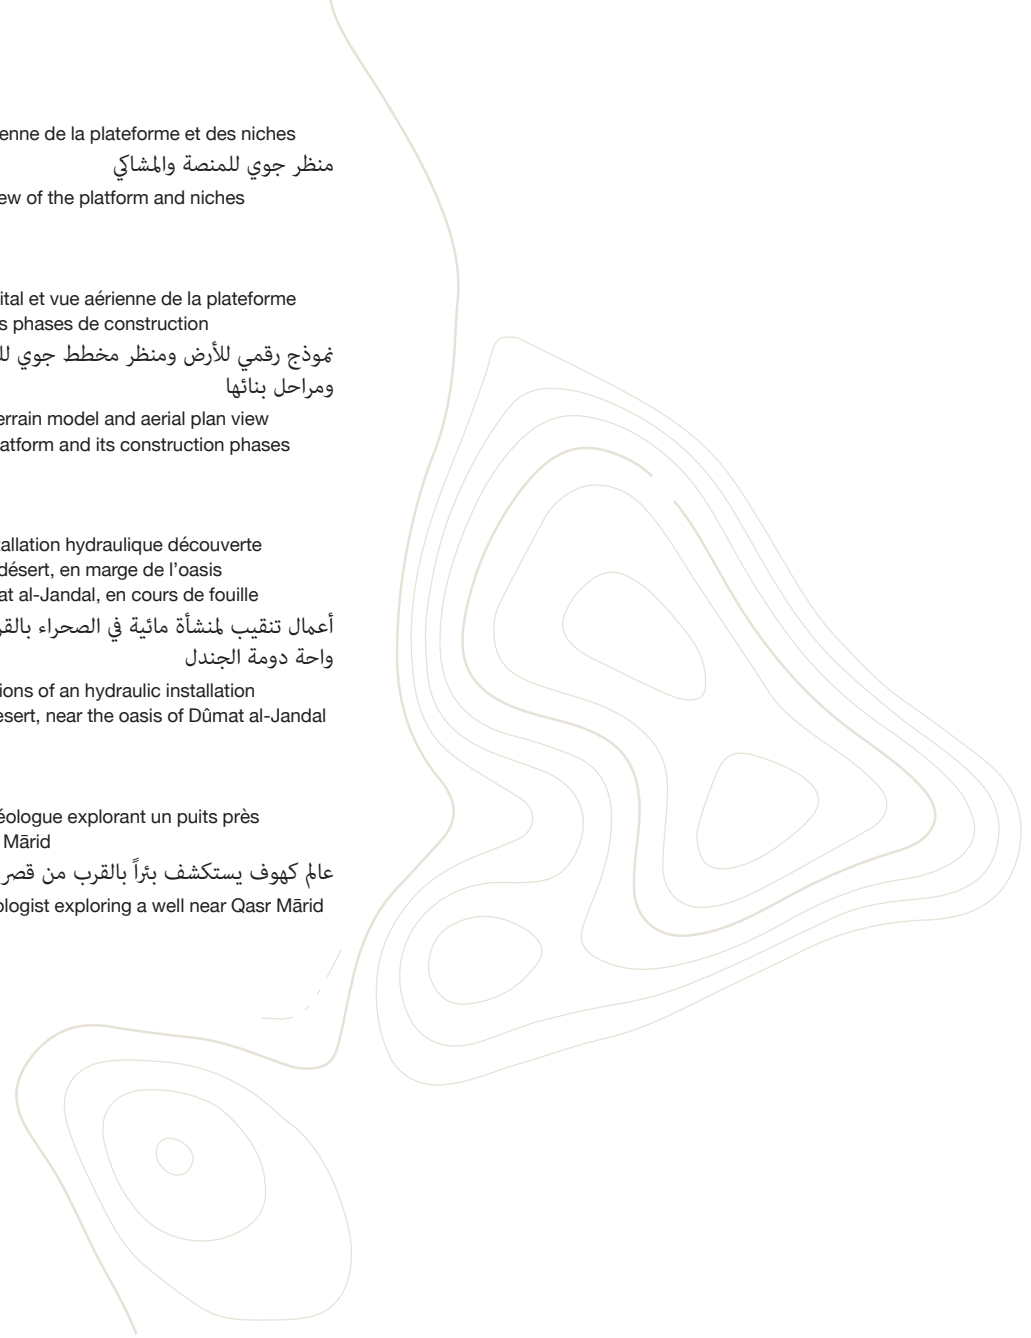 enne de la plateforme et des niches
منظر جوي للمنصة والمشاكي
ew of the platform and niches
ital et vue aérienne de la plateforme
s phases de construction
نموذج رقمي للأرض ومنظر مخطط جوي لل
ومراحل بنائها
errain model and aerial plan view
atform and its construction phases
allation hydraulique découverte
désert, en marge de l’oasis
at al-Jandal, en cours de fouille
أعمال تنقيب لمنشأة مائية في الصحراء بالقر
واحة دومة الجندل
ions of an hydraulic installation
esert, near the oasis of Dûmat al-Jandal
éologue explorant un puits près
Mārid
عالم كهوف يستكشف بئراً بالقرب من قصر
ologist exploring a well near Qasr Mārid